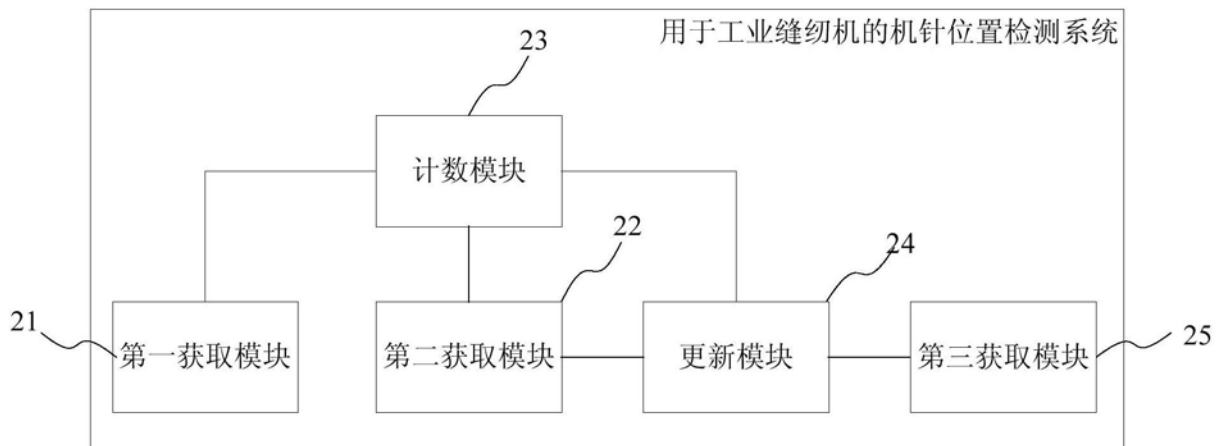 用于工业缝纫机的机针位置检测系统
23
计数模块
22
24
21
第一获取模块
第二获取模块
更新模块
第三获取模块
25